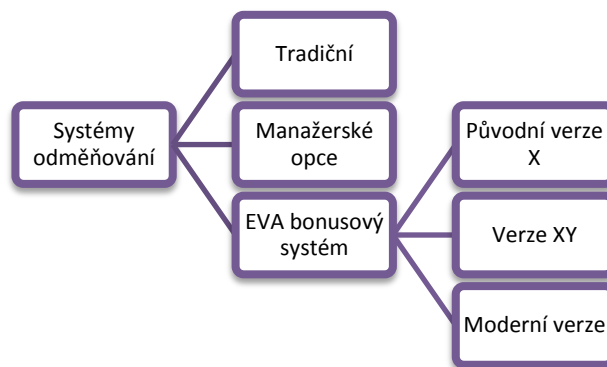 Systémy
odměňování
Tradiční
Manažerské
opce
EVA bonusový
systém
Původní verze
X
Verze XY
Moderní verze